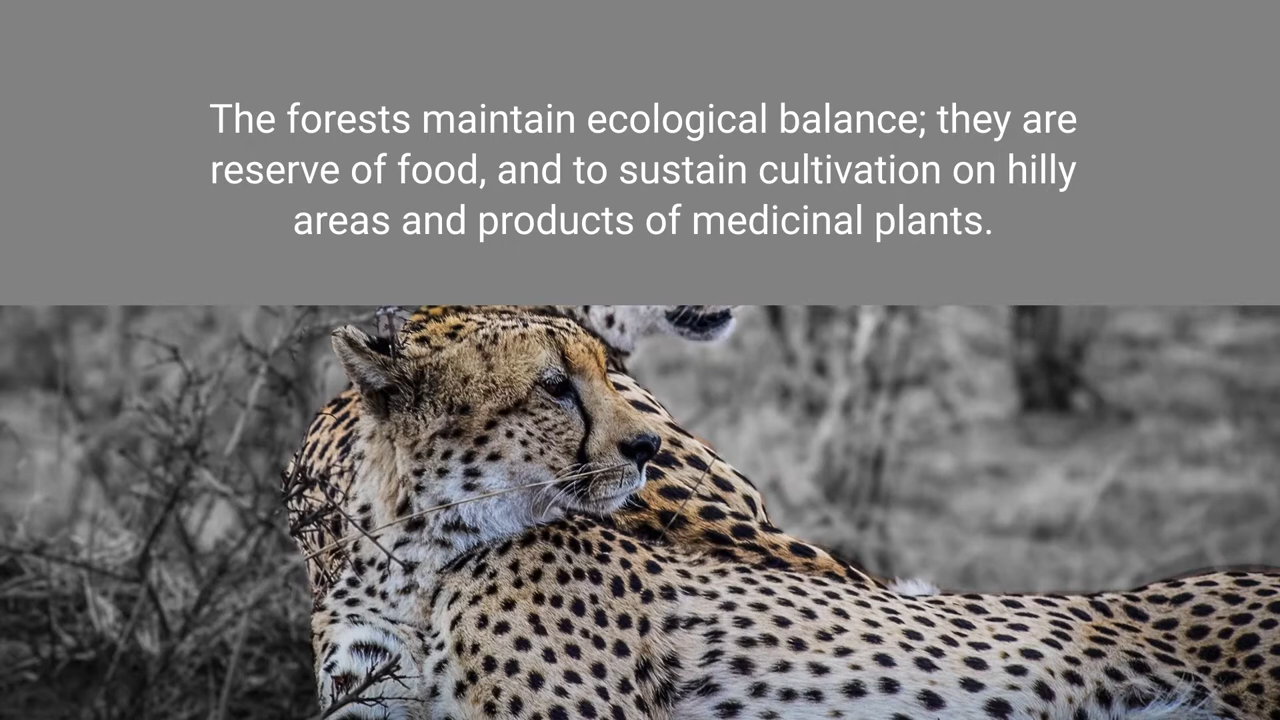 The forests maintain ecological balance; they are
reserve of food, and to sustain cultivation on hilly
areas and products of medicinal plants.